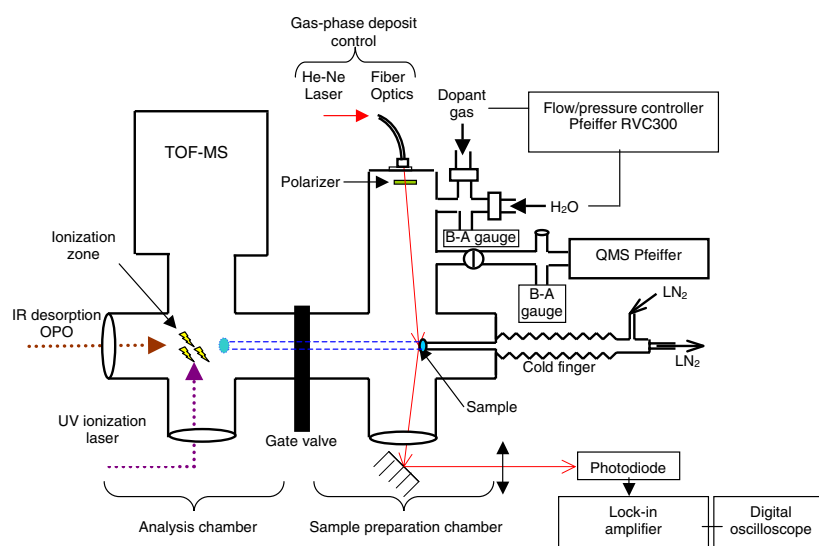 Gas-phase deposit
control
He-Ne
Laser
Fiber
Optics
Dopant
gas
Flow/pressure controller
Pfeiffer RVC300
TOF-MS
Polarizer
H₂O
B-A gauge
QMS Pfeiffer
Ionization
zone
B-A
gauge
LN₂
IR desorption
OPO
LN₂
Cold finger
Sample
UV ionization
laser
Gate valve
Photodiode
Analysis chamber
Sample preparation chamber
Lock-in
amplifier
Digital
oscilloscope